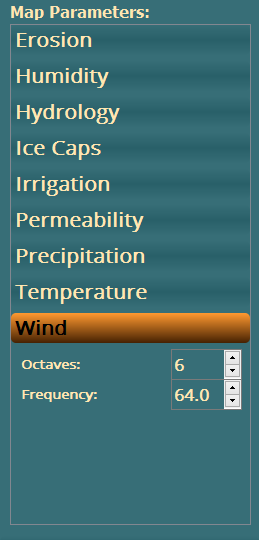 Map Parameters:
Erosion
Humidity
Hydrology
Ice Caps
Irrigation
Permeability
Precipitation
Temperature
Wind
Octaves: 6
Frequency: 64.0